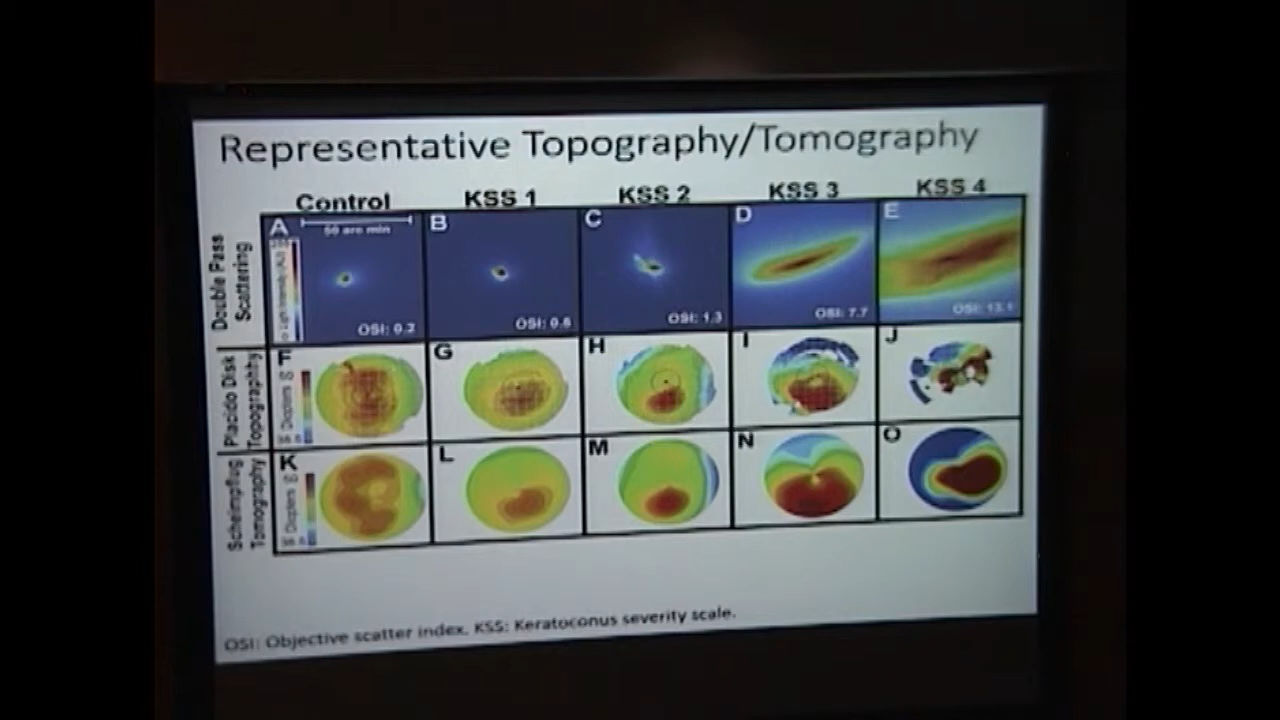 Representative Topography/Tomography
Control KSS 1 KSS 2 KSS 3 KSS 4
Double Pass
Scattering
A B C D E
50 arc min
OSI: 0.2 OSI: 0.6 OSI: 1.3 OSI: 7.7 OSI: 13.1
Placido Disk
Topography
F G H I J
Diopters
Scheimpflug
Tomography
K L M N O
Diopters
OSI: Objective scatter index. KSS: Keratoconus severity scale.